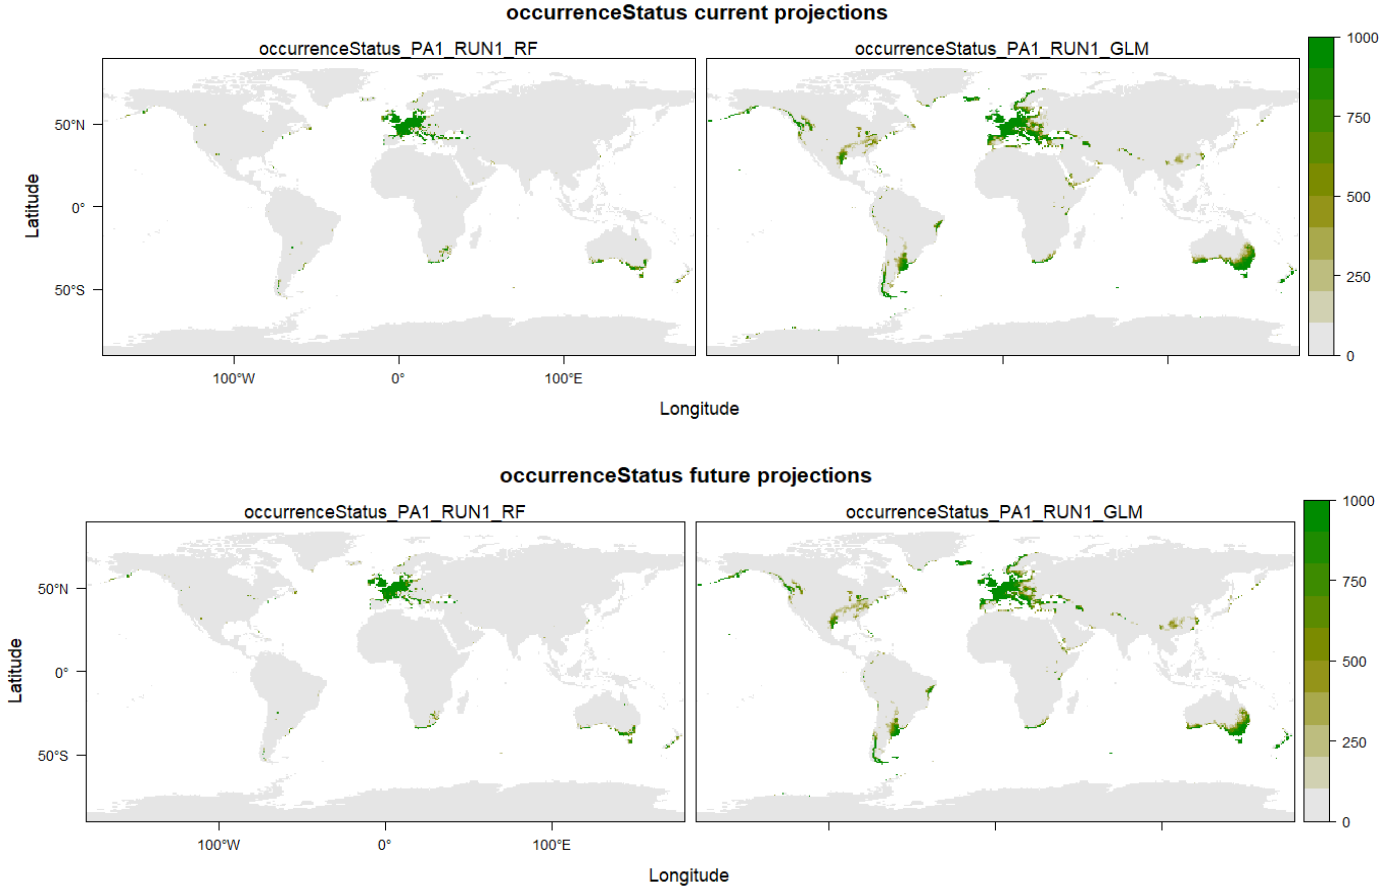 occurrenceStatus current projections
occurrenceStatus_PA1_RUN1_RF
occurrenceStatus_PA1_RUN1_GLM
1000
750
500
250
0
50°N
0°
50°S
Latitude
100°W
0°
100°E
Longitude
occurrenceStatus future projections
occurrenceStatus_PA1_RUN1_RF
occurrenceStatus_PA1_RUN1_GLM
1000
750
500
250
0
50°N
0°
50°S
Latitude
100°W
0°
100°E
Longitude